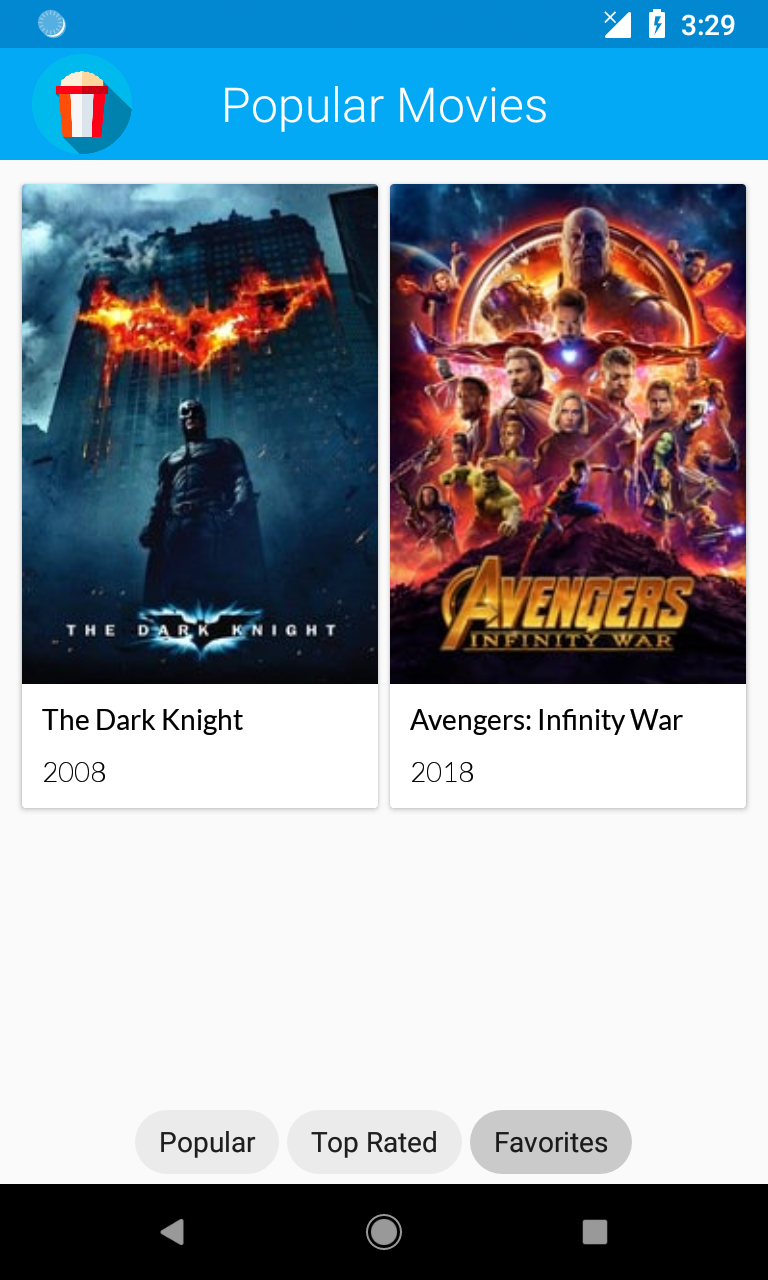 3:29
Popular Movies
THE DARK KNIGHT
AVENGERS
INFINITY WAR
The Dark Knight
2008
Avengers: Infinity War
2018
Popular
Top Rated
Favorites